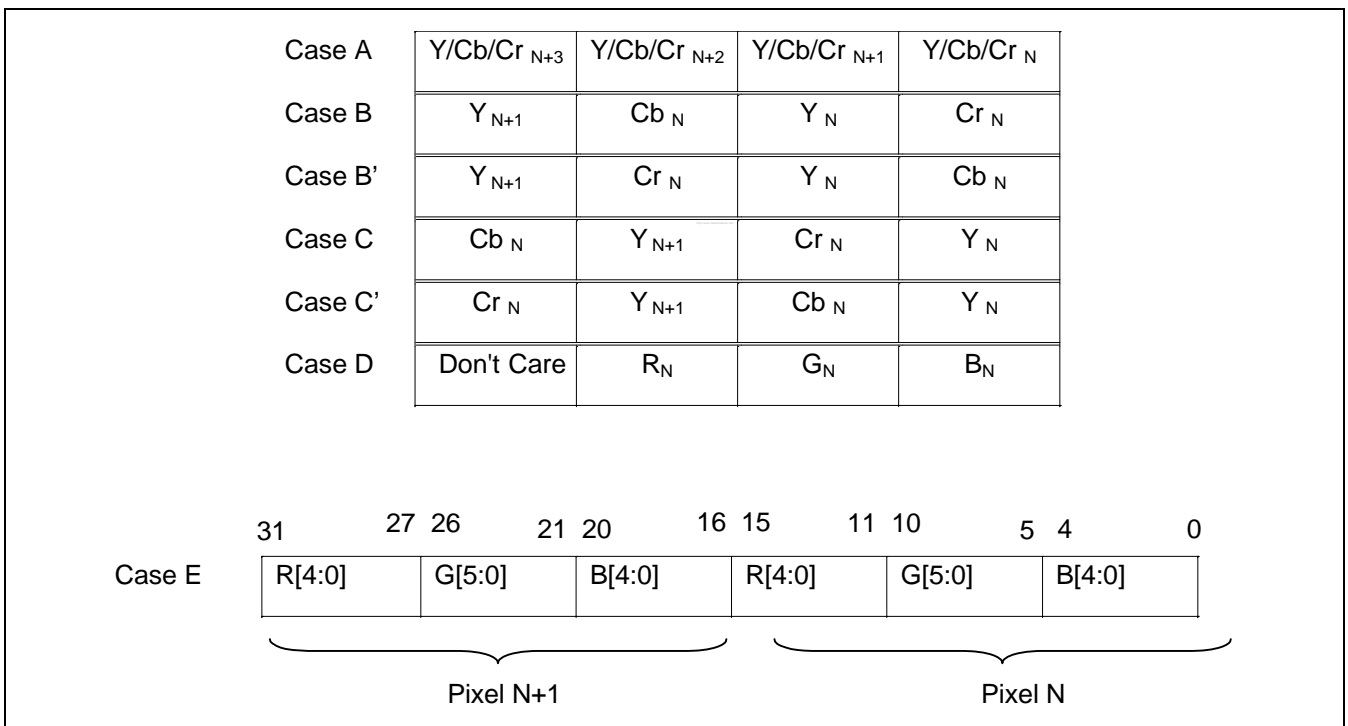 Case A Y/Cb/Cr N+3 Y/Cb/Cr N+2 Y/Cb/Cr N+1 Y/Cb/Cr N
Case B Y N+1 Cb N Y N Cr N
Case B’ Y N+1 Cr N Y N Cb N
Case C Cb N Y N+1 Cr N Y N
Case C’ Cr N Y N+1 Cb N Y N
Case D Don't Care RN GN BN
31 27 26 21 20 16 15 11 10 5 4 0
Case E R[4:0] G[5:0] B[4:0] R[4:0] G[5:0] B[4:0]
Pixel N+1 Pixel N